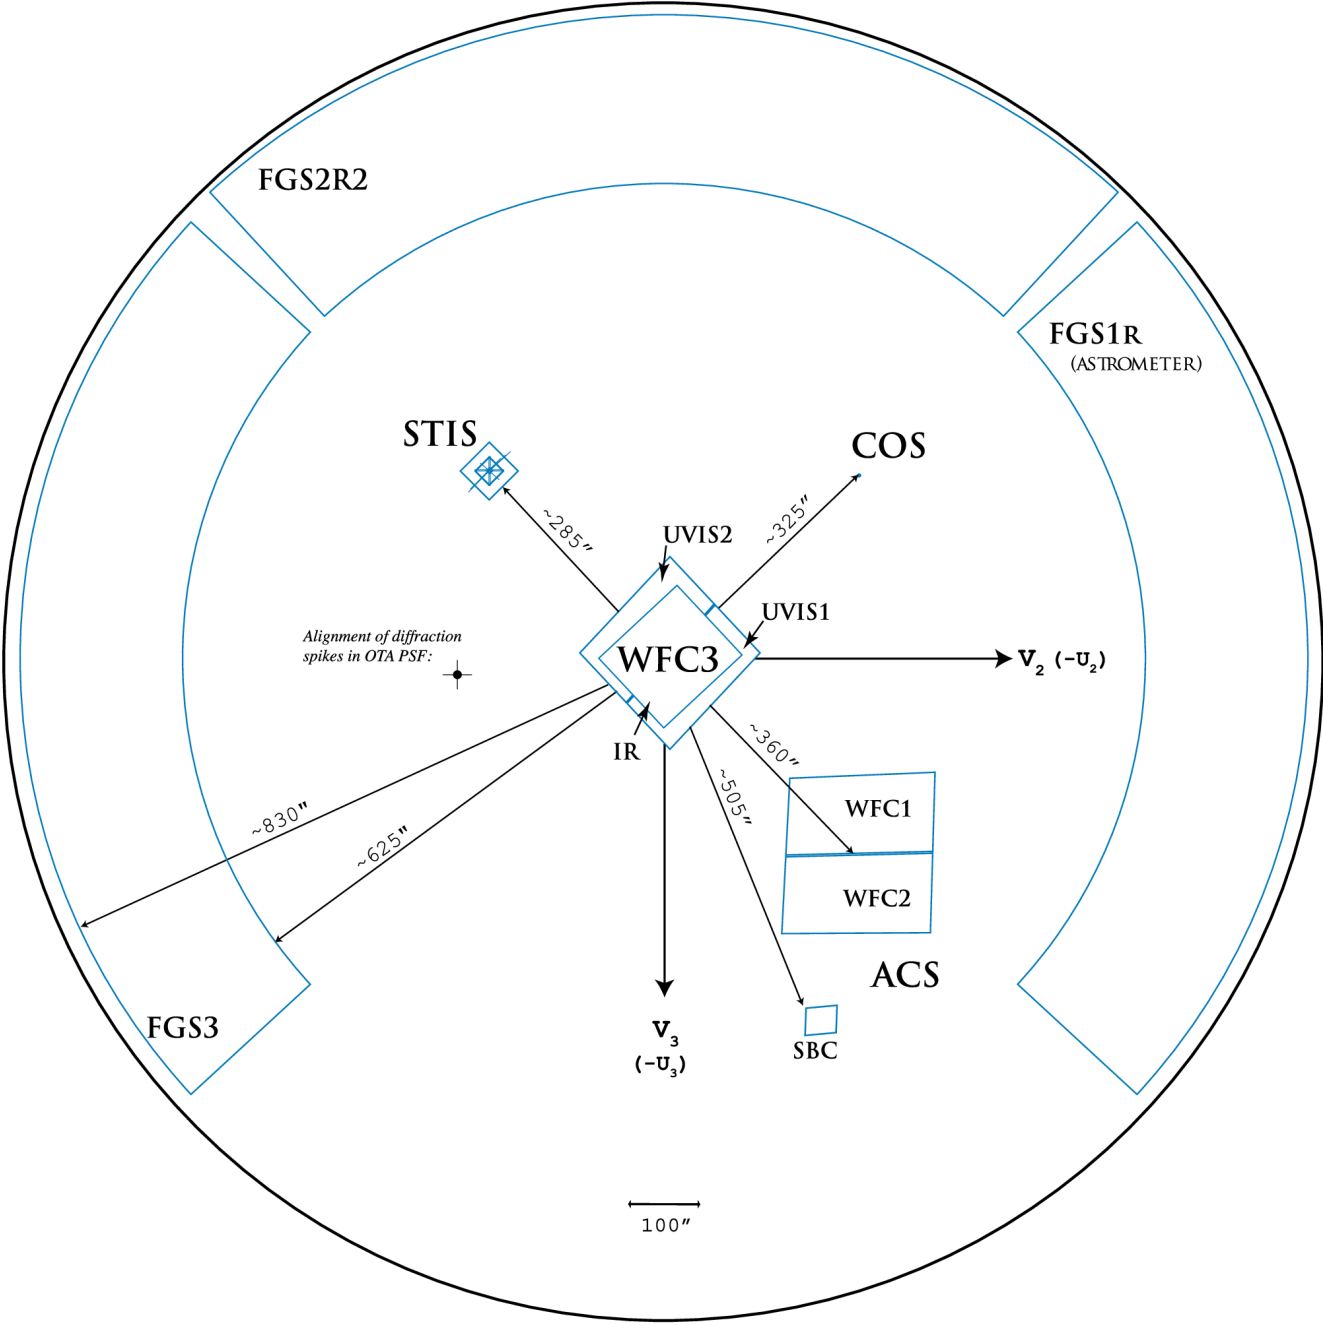 FGS2R2
FGS1R
(ASTROMETER)
STIS
COS
~285″
~325″
UVIS2
UVIS1
Alignment of diffraction
spikes in OTA PSF:
WFC3
V2 (-U2)
IR
~360″
~505″
~830″
~625″
WFC1
WFC2
ACS
FGS3
V3
(-U3)
SBC
100″